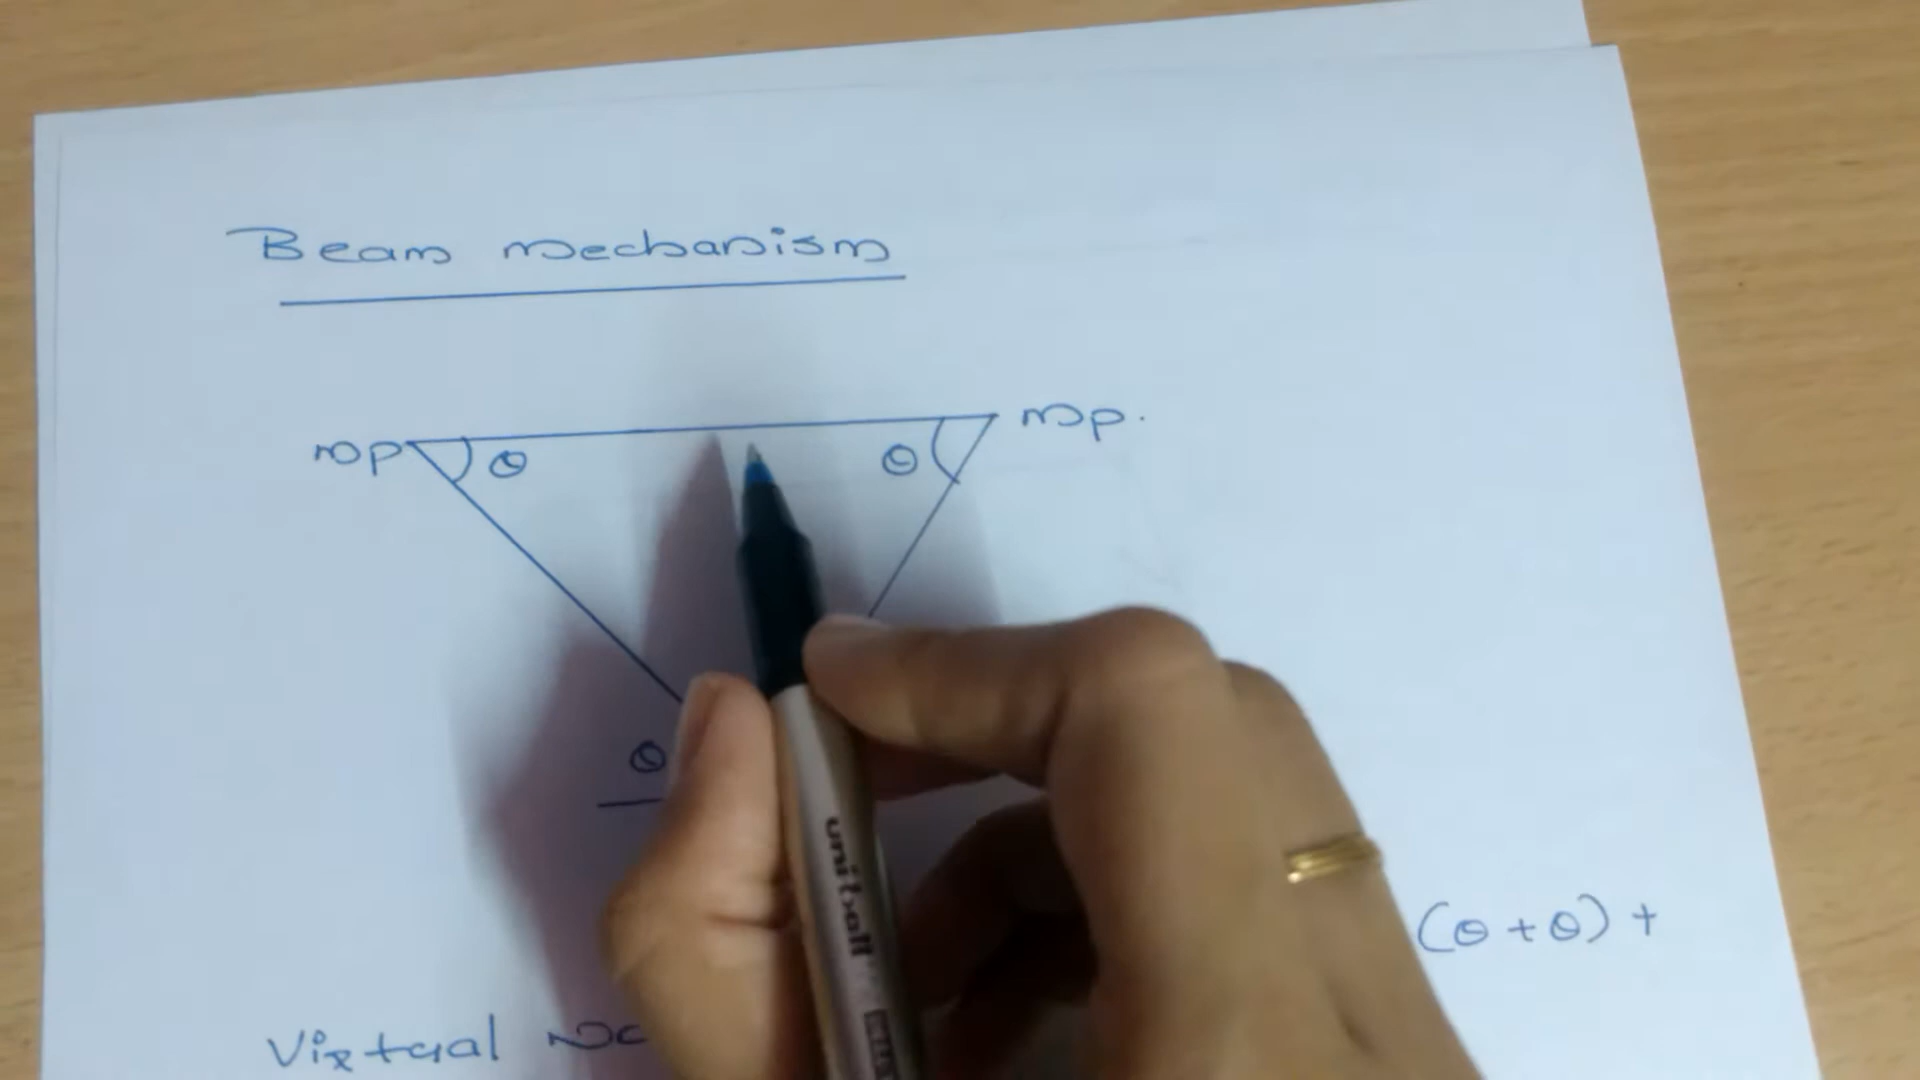 Beam mechanism
mp θ θ mp.
θ
(θ+θ) +
Virtual
uniball